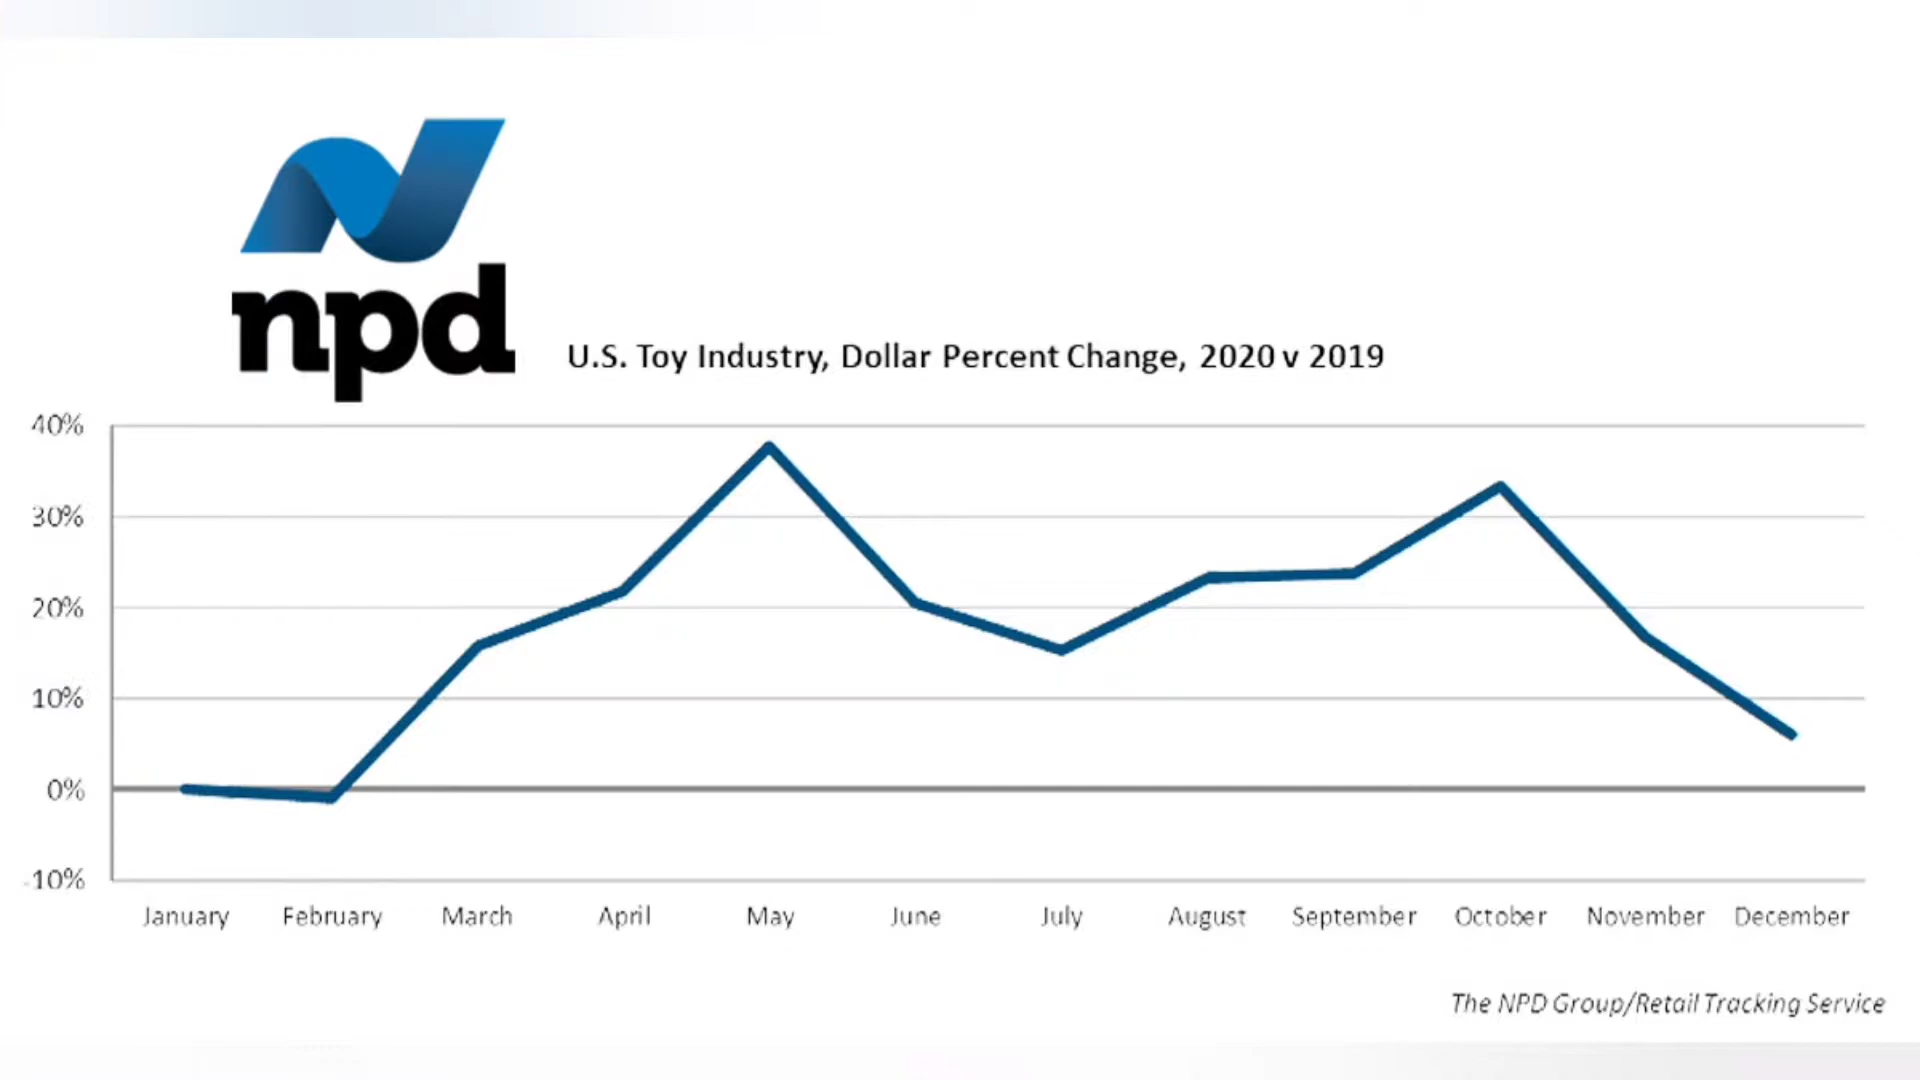 npd
U.S. Toy Industry, Dollar Percent Change, 2020 v 2019
40%
30%
20%
10%
0%
-10%
January February March April May June July August September October November December
The NPD Group/Retail Tracking Service